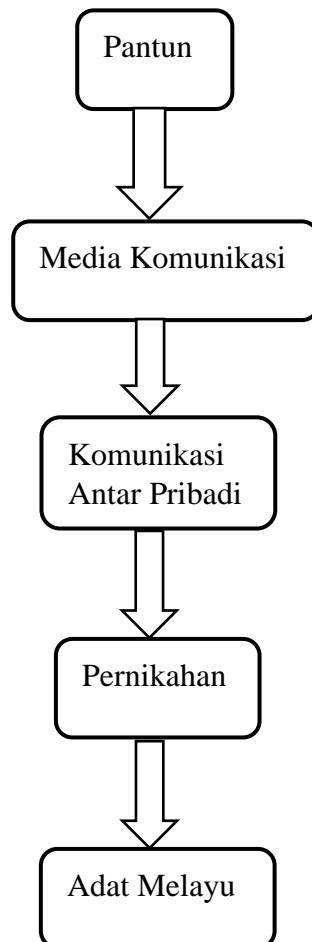 Pantun
Media Komunikasi
Komunikasi
Antar Pribadi
Pernikahan
Adat Melayu